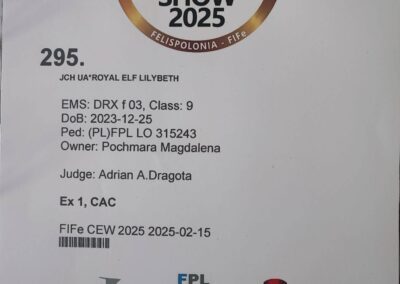 SHOW
2025
FELISPOLONIA - FIFe
295.
JCH UA*ROYAL ELF LILYBETH
EMS: DRX f 03, Class: 9
DoB: 2023-12-25
Ped: (PL)FPL LO 315243
Owner: Pochmara Magdalena
Judge: Adrian A.Dragota
Ex 1, CAC
FIFe CEW 2025 2025-02-15
FPL